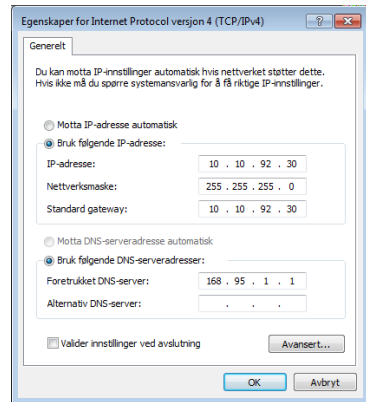 Egenskaper for Internet Protocol versjon 4 (TCP/IPv4)
Generelt
Du kan motta IP-innstillinger automatisk hvis nettverket støtter dette.
Hvis ikke må du spørre systemansvarlig for å få riktige IP-innstillinger.
Motta IP-adresse automatisk
Bruk følgende IP-adresse:
IP-adresse: 10 . 10 . 92 . 30
Nettverksmaske: 255 . 255 . 255 . 0
Standard gateway: 10 . 10 . 92 . 30
Motta DNS-serveradresse automatisk
Bruk følgende DNS-serveradresser:
Foretrukket DNS-server: 168 . 95 . 1 . 1
Alternativ DNS-server: . . .
Valider innstillinger ved avslutning
Avansert...
OK Avbryt